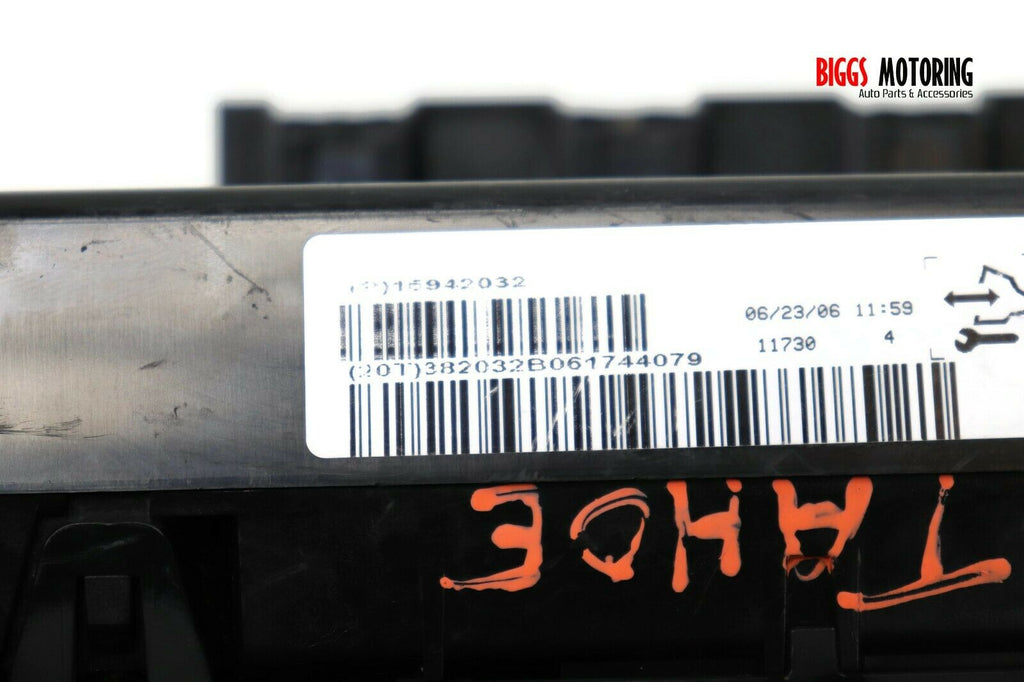 BIGGS MOTORING
Auto Parts & Accessories
(P)15942032
06/23/06 11:59
11730 4
(20T)382032B061744079
TAHOE